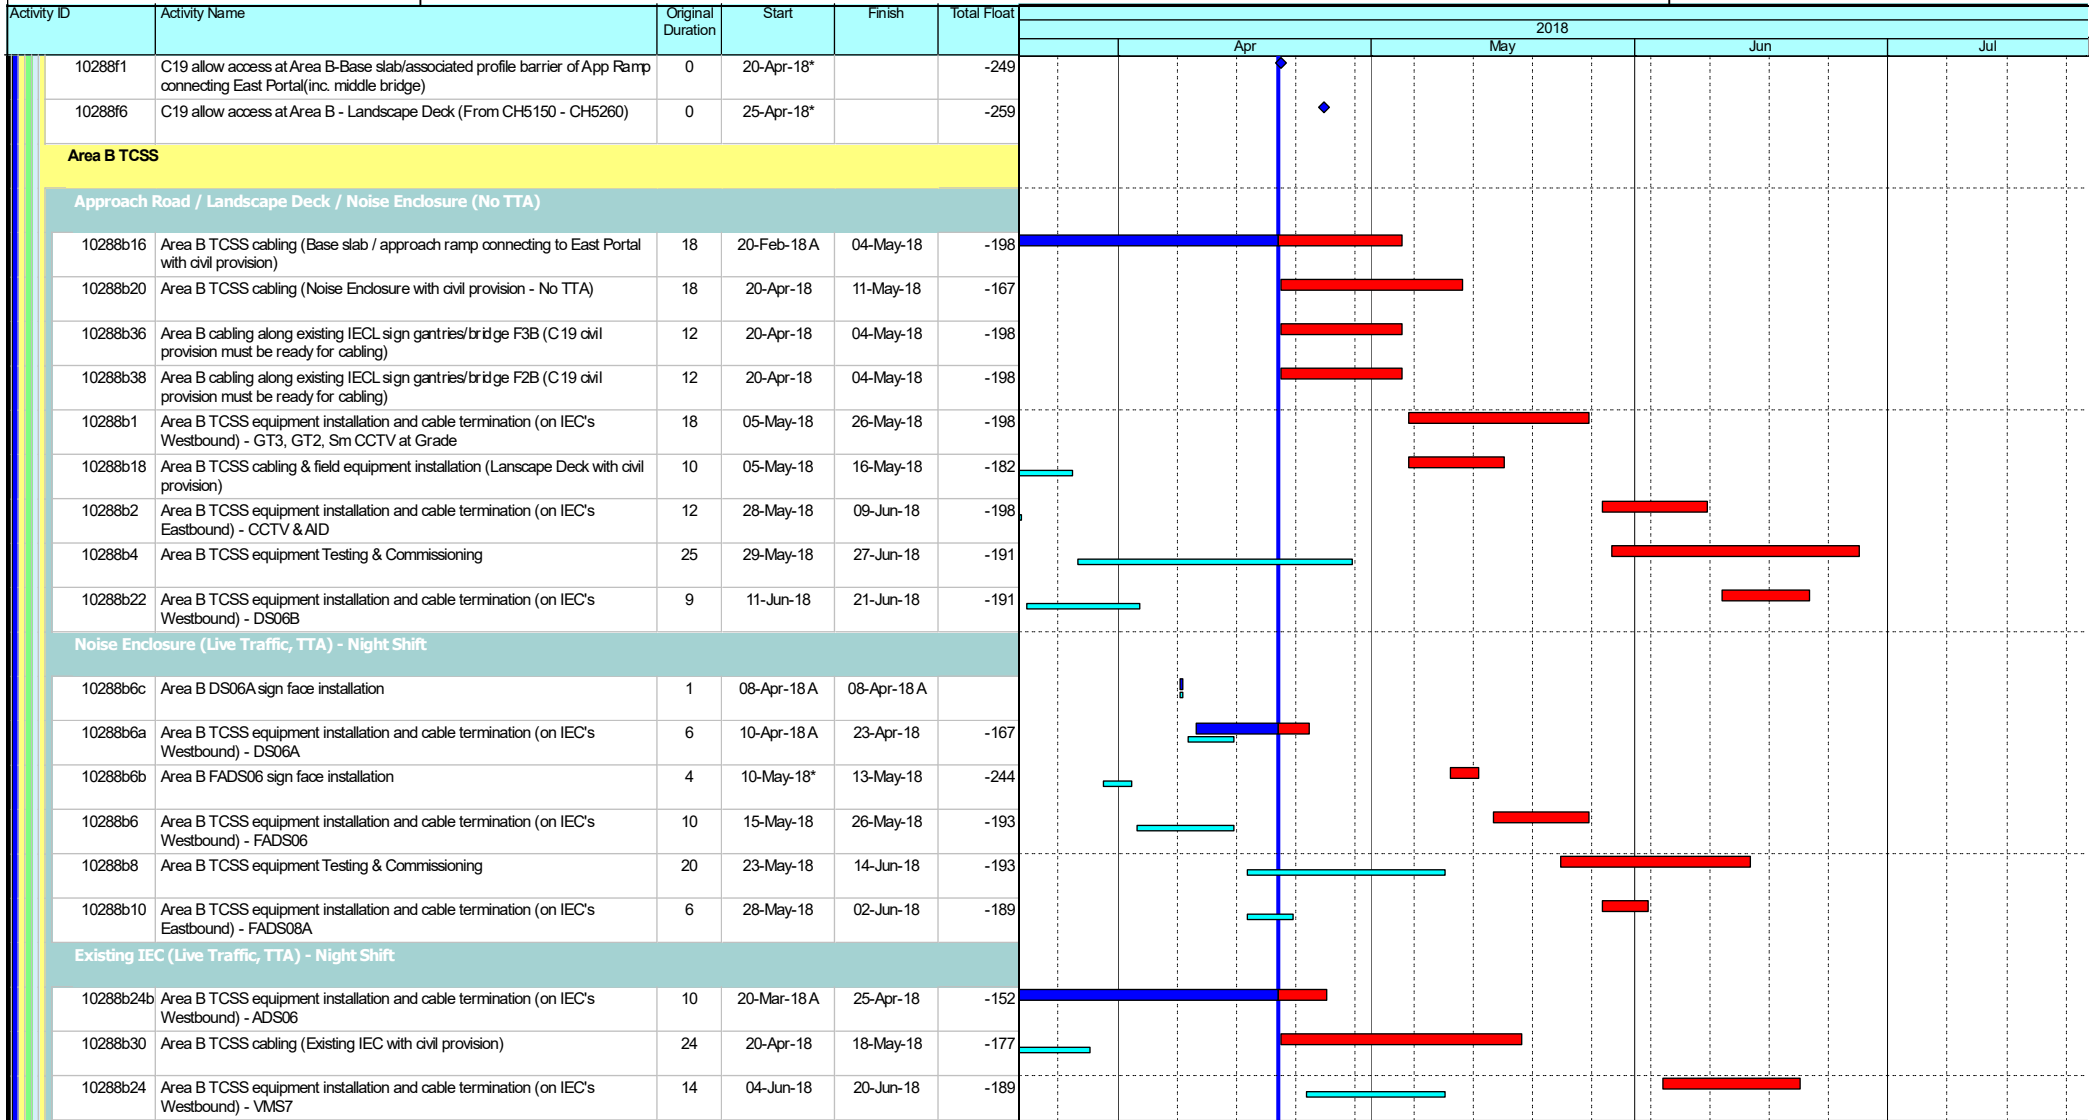 Activity ID Activity Name Original Duration Start Finish Total Float
2018
Apr May Jun Jul
10288f1 C19 allow access at Area B-Base slab/associated profile barrier of App Ramp 0 20-Apr-18* -249
connecting East Portal(inc. middle bridge)
10288f6 C19 allow access at Area B - Landscape Deck (From CH5150 - CH5260) 0 25-Apr-18* -259
Area B TCSS
Approach Road / Landscape Deck / Noise Enclosure (No TTA)
10288b16 Area B TCSS cabling (Base slab / approach ramp connecting to East Portal 18 20-Feb-18 A 04-May-18 -198
with civil provision)
10288b20 Area B TCSS cabling (Noise Enclosure with civil provision - No TTA) 18 20-Apr-18 11-May-18 -167
10288b36 Area B cabling along existing IECL sign gantries/bridge F3B (C19 civil 12 20-Apr-18 04-May-18 -198
provision must be ready for cabling)
10288b38 Area B cabling along existing IECL sign gantries/bridge F2B (C19 civil 12 20-Apr-18 04-May-18 -198
provision must be ready for cabling)
10288b1 Area B TCSS equipment installation and cable termination (on IEC's 18 05-May-18 26-May-18 -198
Westbound) - GT3, GT2, Sm CCTV at Grade
10288b18 Area B TCSS cabling & field equipment installation (Lanscape Deck with civil 10 05-May-18 16-May-18 -182
provision)
10288b2 Area B TCSS equipment installation and cable termination (on IEC's 12 28-May-18 09-Jun-18 -198
Eastbound) - CCTV & AID
10288b4 Area B TCSS equipment Testing & Commissioning 25 29-May-18 27-Jun-18 -191
10288b22 Area B TCSS equipment installation and cable termination (on IEC's 9 11-Jun-18 21-Jun-18 -191
Westbound) - DS06B
Noise Enclosure (Live Traffic, TTA) - Night Shift
10288b6c Area B DS06A sign face installation 1 08-Apr-18 A 08-Apr-18 A
10288b6a Area B TCSS equipment installation and cable termination (on IEC's 6 10-Apr-18 A 23-Apr-18 -167
Westbound) - DS06A
10288b6b Area B FADS06 sign face installation 4 10-May-18* 13-May-18 -244
10288b6 Area B TCSS equipment installation and cable termination (on IEC's 10 15-May-18 26-May-18 -193
Westbound) - FADS06
10288b8 Area B TCSS equipment Testing & Commissioning 20 23-May-18 14-Jun-18 -193
10288b10 Area B TCSS equipment installation and cable termination (on IEC's 6 28-May-18 02-Jun-18 -189
Eastbound) - FADS08A
Existing IEC (Live Traffic, TTA) - Night Shift
10288b24b Area B TCSS equipment installation and cable termination (on IEC's 10 20-Mar-18 A 25-Apr-18 -152
Westbound) - ADS06
10288b30 Area B TCSS cabling (Existing IEC with civil provision) 24 20-Apr-18 18-May-18 -177
10288b24 Area B TCSS equipment installation and cable termination (on IEC's 14 04-Jun-18 20-Jun-18 -189
Westbound) - VMS7